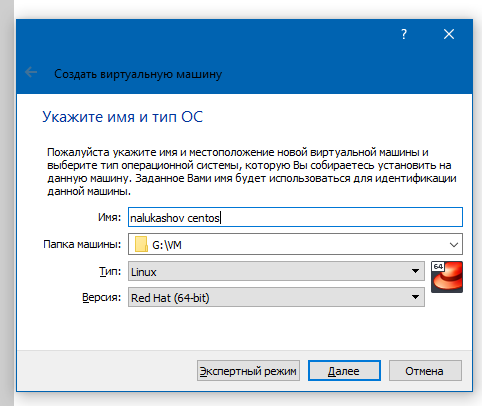 ?
Создать виртуальную машину
Укажите имя и тип ОС
Пожалуйста укажите имя и местоположение новой виртуальной машины и
выберите тип операционной системы, которую Вы собираетесь установить на
данную машину. Заданное Вами имя будет использоваться для идентификации
данной машины.
Имя: nalukashov centos
Папка машины: G:\VM
Тип: Linux
64
Версия: Red Hat (64-bit)
Экспертный режим Далее Отмена